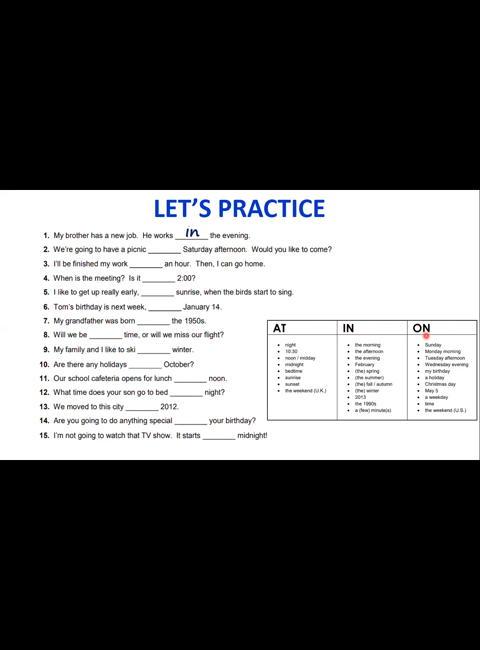 LET'S PRACTICE
1. My brother has a new job. He works in the evening.
2. We're going to have a picnic ________ Saturday afternoon. Would you like to come?
3. I'll be finished my work ________ an hour. Then, I can go home.
4. When is the meeting? Is it ________ 2:00?
5. I like to get up really early, ________ sunrise, when the birds start to sing.
6. Tom's birthday is next week, ________ January 14.
7. My grandfather was born ________ the 1950s.
8. Will we be ________ time, or will we miss our flight?
9. My family and I like to ski ________ winter.
10. Are there any holidays ________ October?
11. Our school cafeteria opens for lunch ________ noon.
12. What time does your son go to bed ________ night?
13. We moved to this city ________ 2012.
14. Are you going to do anything special ________ your birthday?
15. I'm not going to watch that TV show. It starts ________ midnight!
AT
• night
• 10:30
• noon / midday
• midnight
• bedtime
• sunrise
• sunset
• the weekend (U.K.)
IN
• the morning
• the afternoon
• the evening
• February
• (the) spring
• (the summer)
• (the) fall / autumn
• (the) winter
• 2013
• the 1990s
• a (few) minute(s)
ON
• Sunday
• Monday morning
• Tuesday afternoon
• Wednesday evening
• my birthday
• a holiday
• Christmas day
• May 5
• a weekday
• time
• the weekend (U.S.)